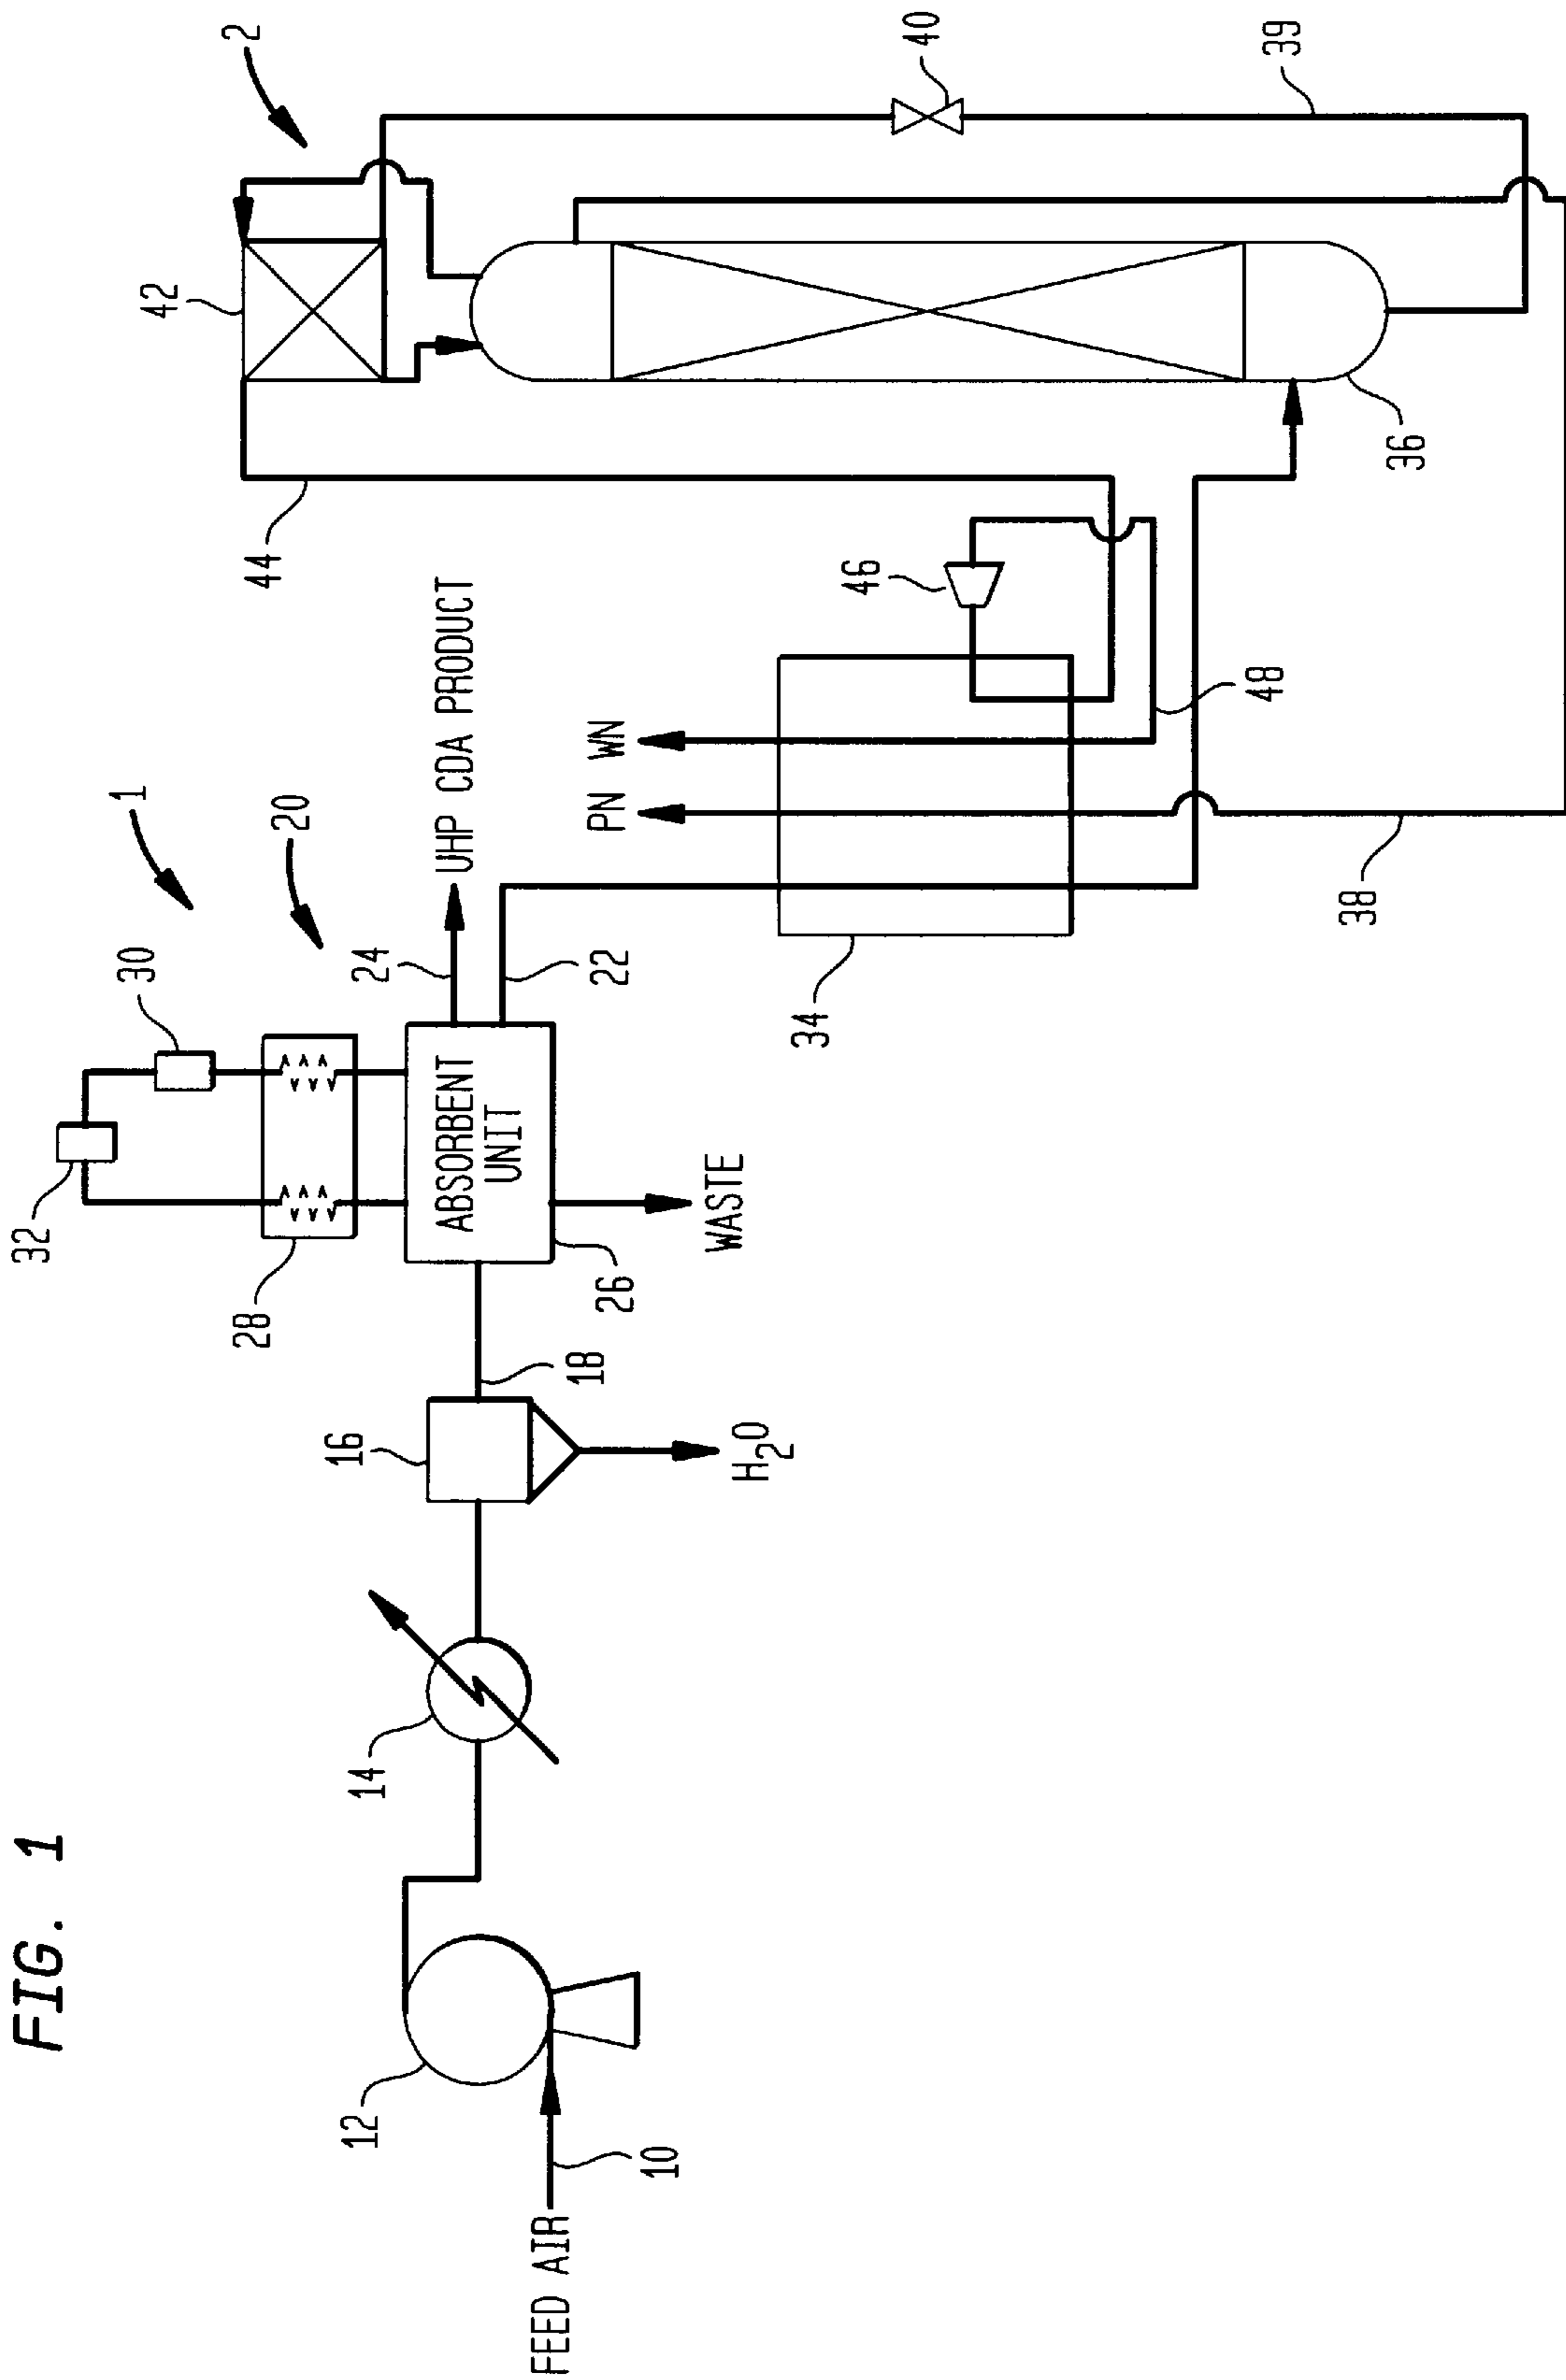 FIG. 1
1
2
32
30
20
28
42
12
14
16
24
UHP CDA PRODUCT
44
40
ABSORBENT
UNIT
22
18
26
FEED AIR
10
H2O
WASTE
PN
WN
46
34
48
39
38
36